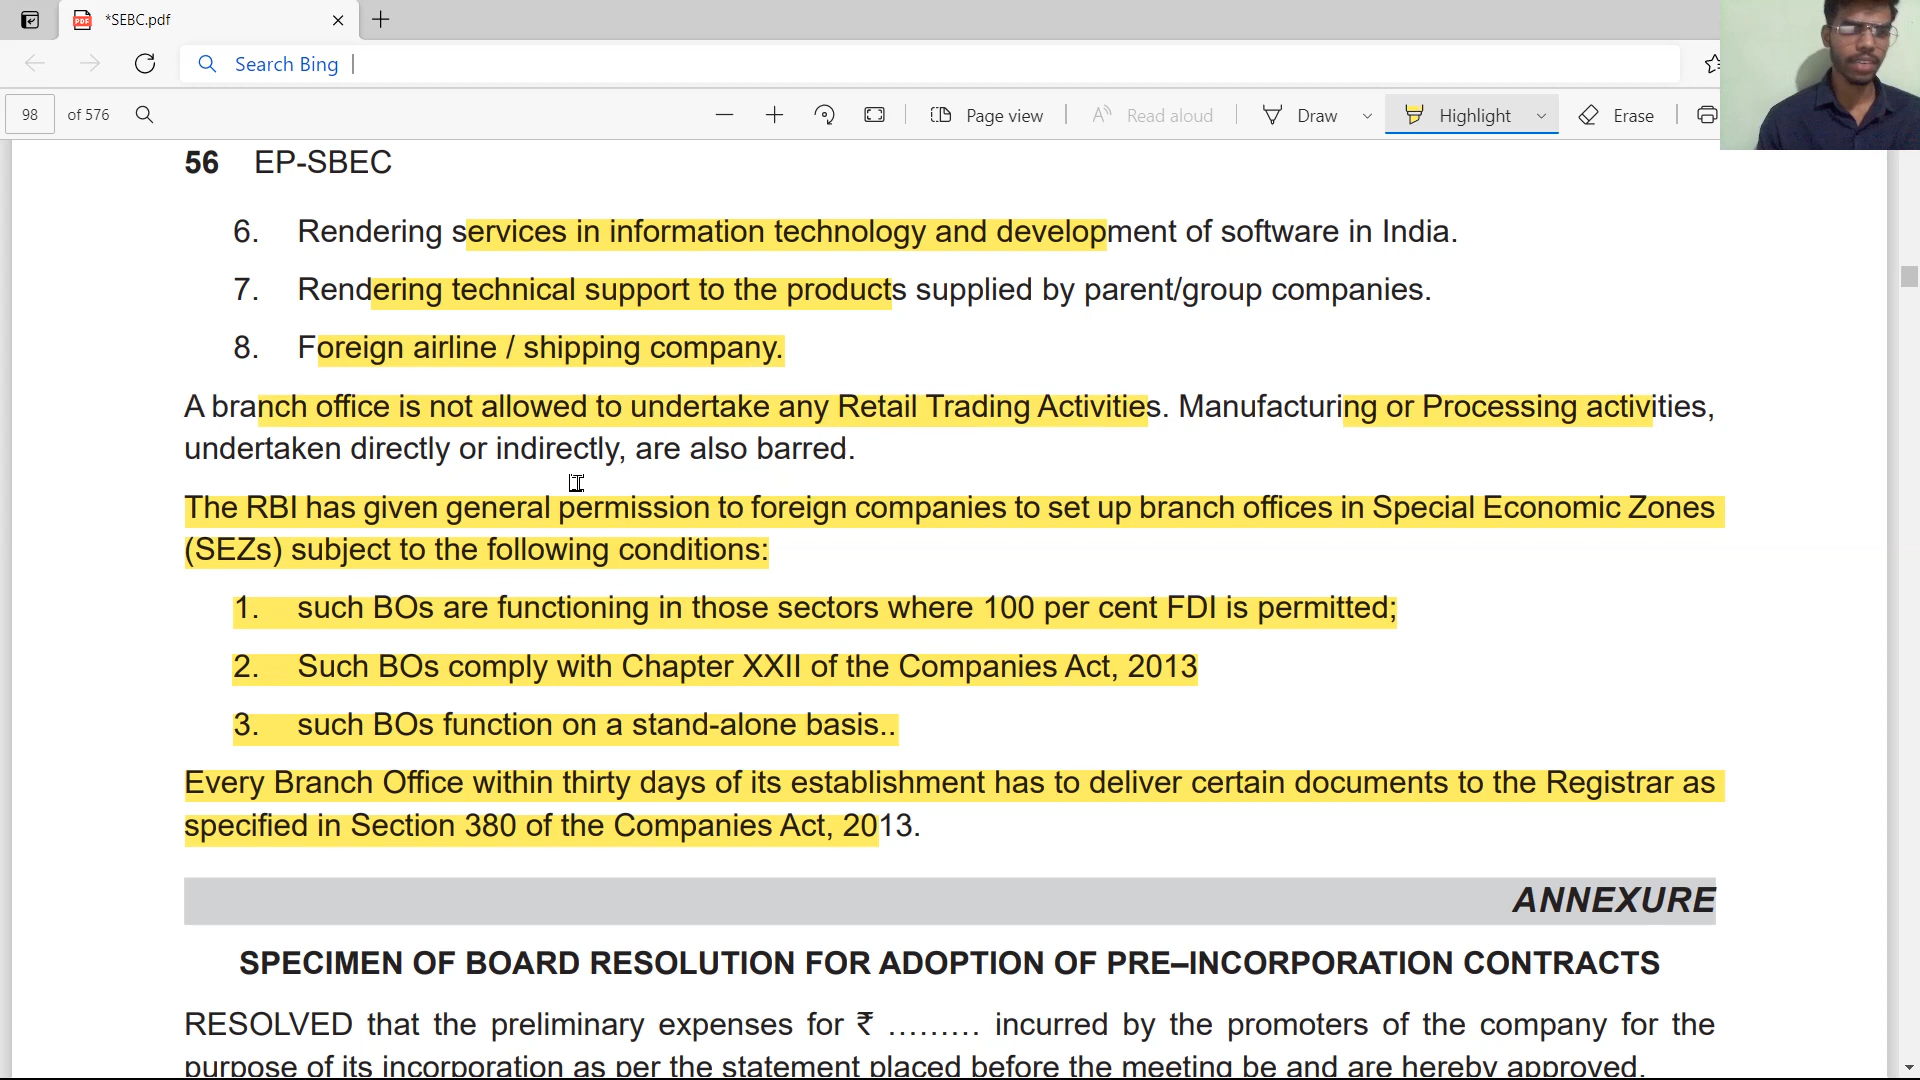 *SEBC.pdf
Search Bing
98 of 576 Page view Read aloud Draw Highlight Erase
56 EP-SBEC
6. Rendering services in information technology and development of software in India.
7. Rendering technical support to the products supplied by parent/group companies.
8. Foreign airline / shipping company.
A branch office is not allowed to undertake any Retail Trading Activities. Manufacturing or Processing activities,
undertaken directly or indirectly, are also barred.
The RBI has given general permission to foreign companies to set up branch offices in Special Economic Zones
(SEZs) subject to the following conditions:
1. such BOs are functioning in those sectors where 100 per cent FDI is permitted;
2. Such BOs comply with Chapter XXII of the Companies Act, 2013
3. such BOs function on a stand-alone basis..
Every Branch Office within thirty days of its establishment has to deliver certain documents to the Registrar as
specified in Section 380 of the Companies Act, 2013.
ANNEXURE
SPECIMEN OF BOARD RESOLUTION FOR ADOPTION OF PRE–INCORPORATION CONTRACTS
RESOLVED that the preliminary expenses for ₹ ......... incurred by the promoters of the company for the
purpose of its incorporation as per the statement placed before the meeting be and are hereby approved.